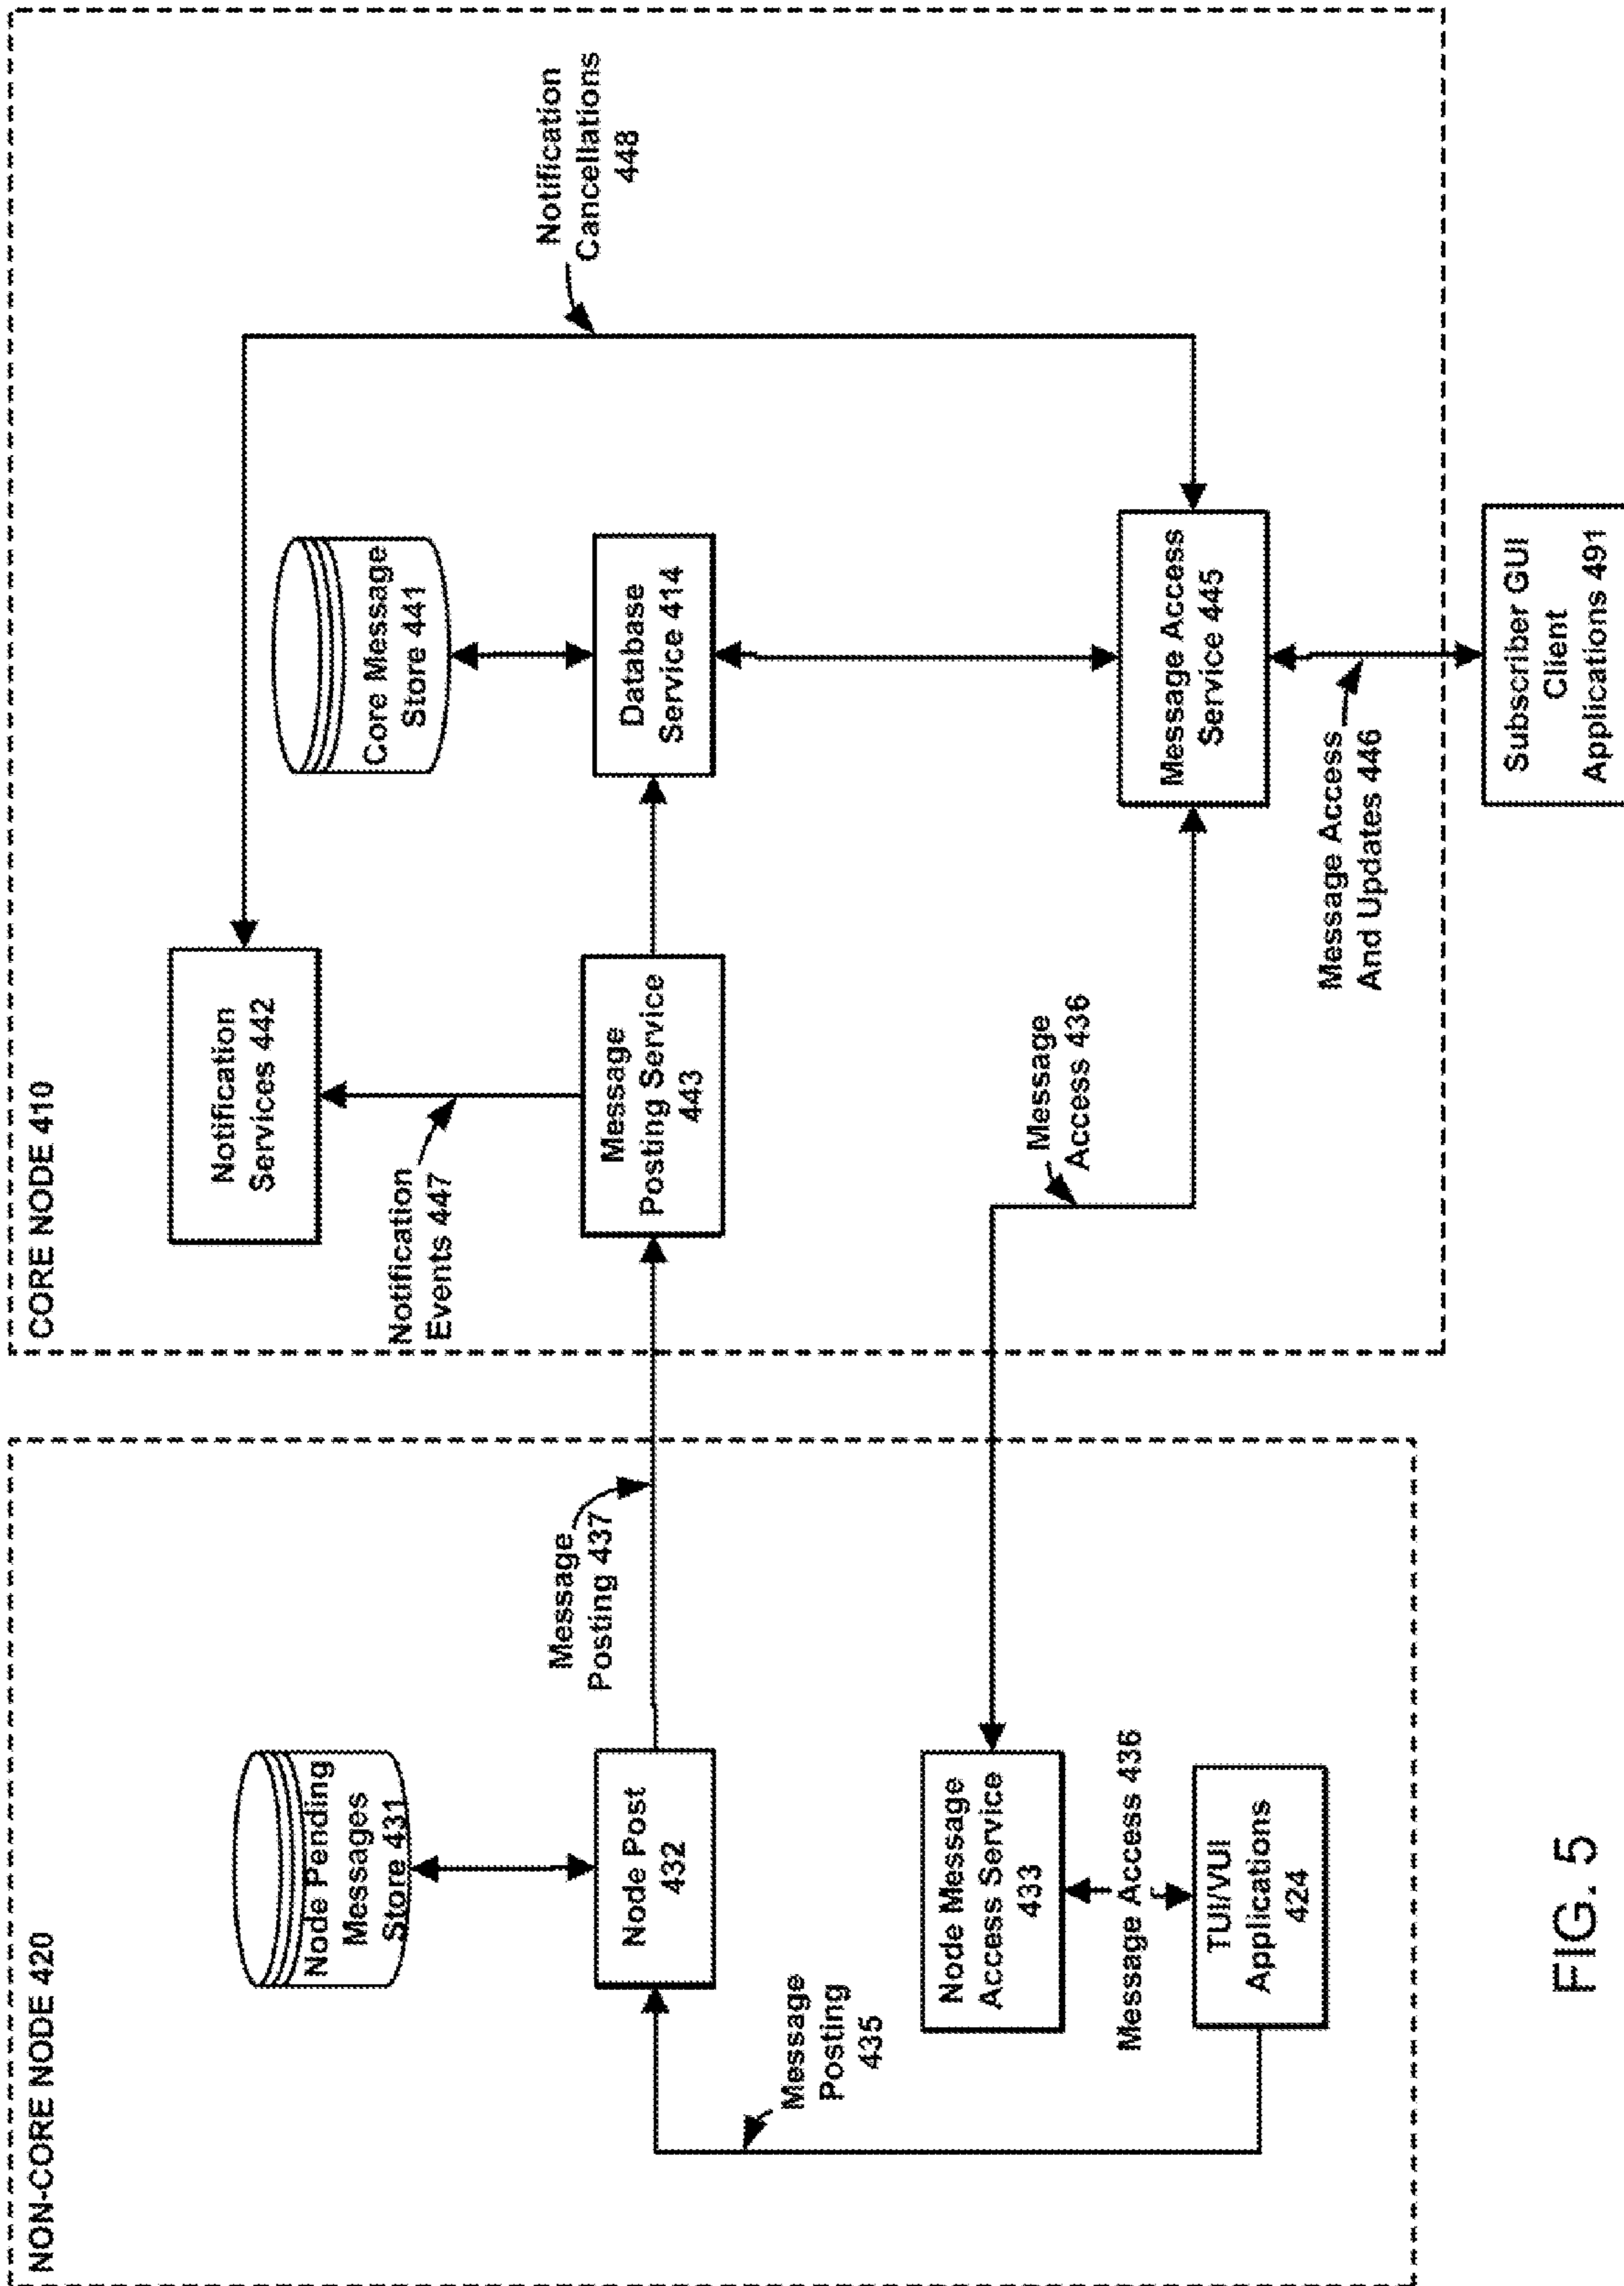 NON-CORE NODE 420
Node Pending
Messages
Store 431
Node Post
432
Message
Posting 437
Message
Posting
435
Node Message
Access Service
433
Message Access 436
TUI/VUI
Applications
424
CORE NODE 410
Notification
Services 442
Notification
Events 447
Message
Posting Service
443
Core Message
Store 441
Database
Service 414
Notification
Cancellations
448
Message
Access 436
Message Access
Service 445
Message Access
And Updates 446
Subscriber GUI
Client
Applications 491
FIG. 5